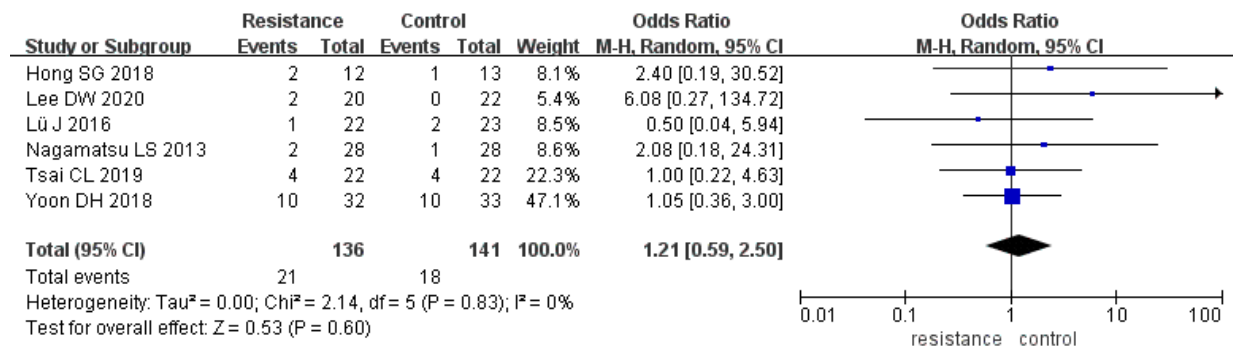 Resistance Control Odds Ratio Odds Ratio
Study or Subgroup Events Total Events Total Weight M-H, Random, 95% CI M-H, Random, 95% CI
Hong SG 2018 2 12 1 13 8.1% 2.40 [0.19, 30.52]
Lee DW 2020 2 20 0 22 5.4% 6.08 [0.27, 134.72]
Lü J 2016 1 22 2 23 8.5% 0.50 [0.04, 5.94]
Nagamatsu LS 2013 2 28 1 28 8.6% 2.08 [0.18, 24.31]
Tsai CL 2019 4 22 4 22 22.3% 1.00 [0.22, 4.63]
Yoon DH 2018 10 32 10 33 47.1% 1.05 [0.36, 3.00]
Total (95% CI) 136 141 100.0% 1.21 [0.59, 2.50]
Total events 21 18
Heterogeneity: Tau² = 0.00; Chi² = 2.14, df = 5 (P = 0.83); I² = 0%
Test for overall effect: Z = 0.53 (P = 0.60)
0.01 0.1 1 10 100
resistance control